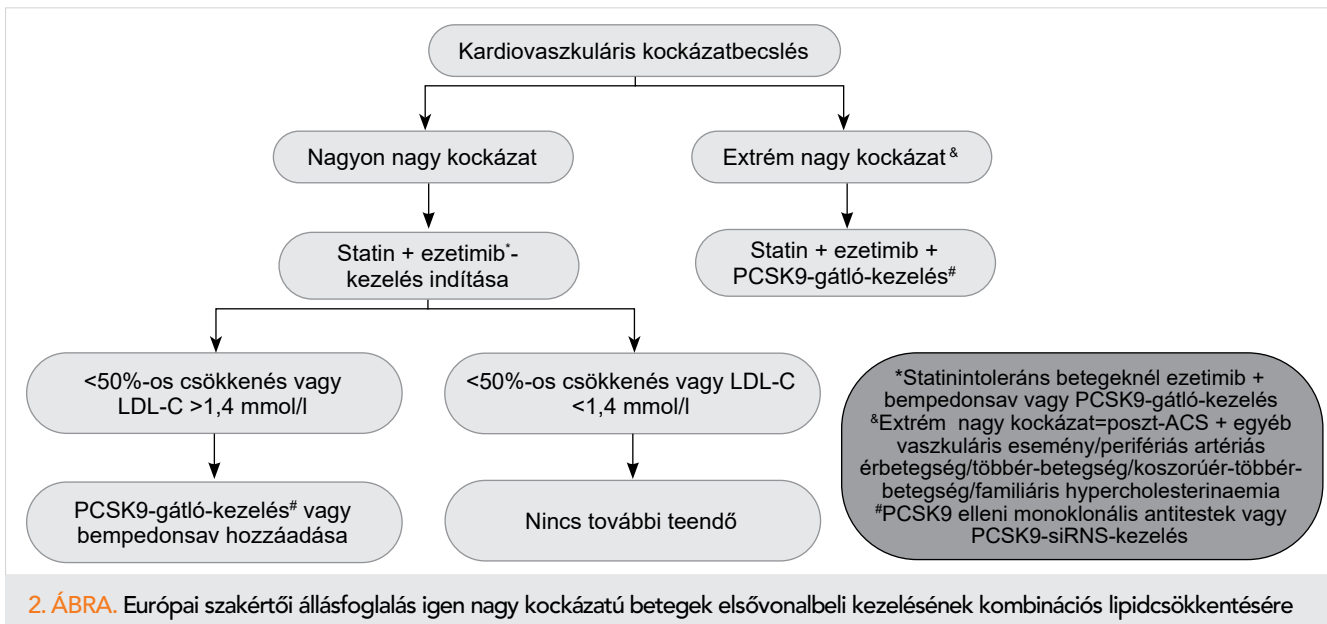 Kardiovaszkuláris kockázatbecslés
Nagyon nagy kockázat
Extrém nagy kockázat&
Statin + ezetimib*-
kezelés indítása
Statin + ezetimib +
PCSK9-gátló-kezelés#
<50%-os csökkenés vagy
LDL-C >1,4 mmol/l
<50%-os csökkenés vagy LDL-C
<1,4 mmol/l
PCSK9-gátló-kezelés# vagy
bempedonsav hozzáadása
Nincs további teendő
*Statinintoleráns betegeknél ezetimib +
bempedonsav vagy PCSK9-gátló-kezelés
&Extrém nagy kockázat=poszt-ACS + egyéb
vaszkuláris esemény/perifériás artériás
érbetegség/többér-betegség/koszorúér-többér-
betegség/familiáris hypercholesterinaemia
#PCSK9 elleni monoklonális antitestek vagy
PCSK9-siRNS-kezelés
2. ÁBRA. Európai szakértői állásfoglalás igen nagy kockázatú betegek elsővonalbeli kezelésének kombinációs lipidcsökkentésére